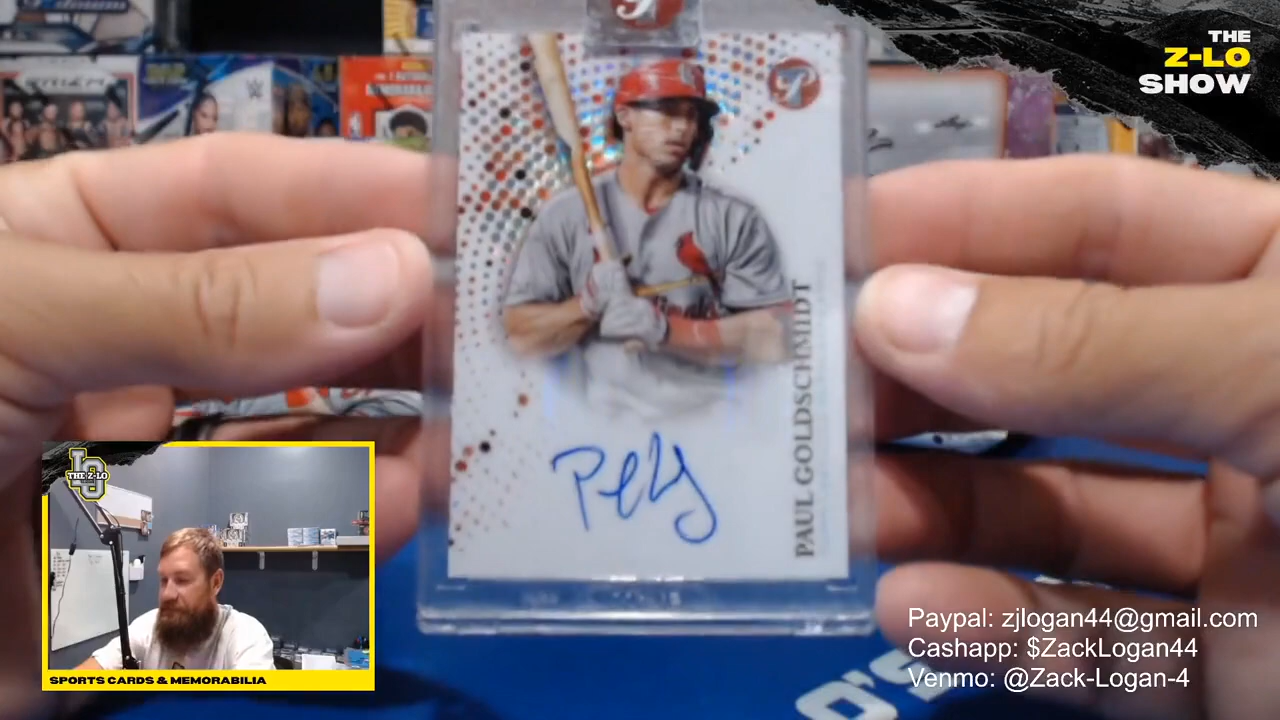 THE
Z-LO
SHOW
PRIZM
PAUL GOLDSCHMIDT
THE Z-LO
SPORTS CARDS & MEMORABILIA
Paypal: zjlogan44@gmail.com
Cashapp: $ZackLogan44
Venmo: @Zack-Logan-4
O'S